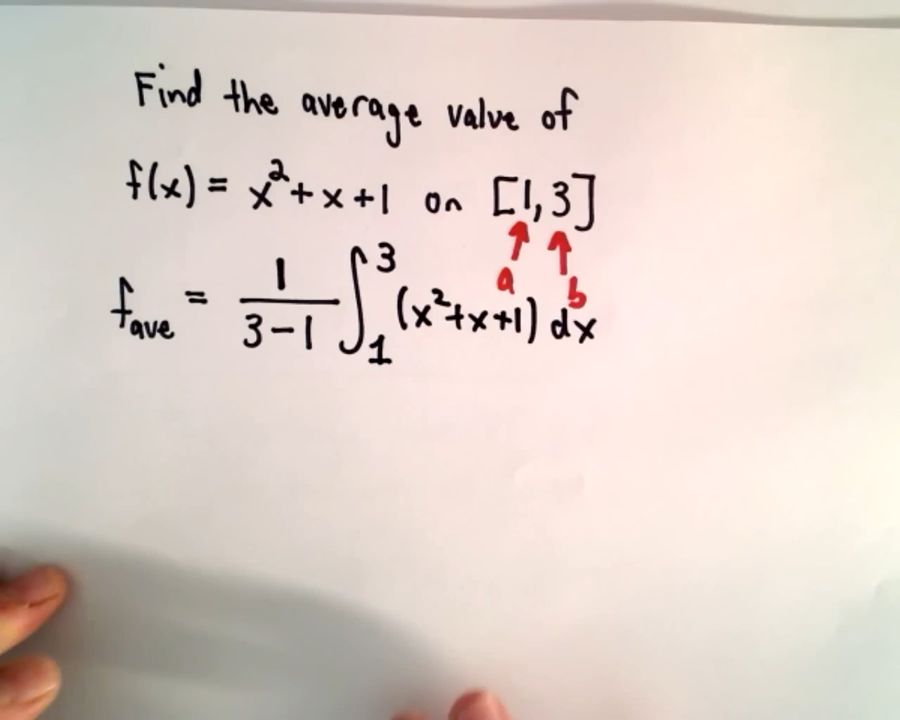 Find the average value of
f(x) = x²+x+1 on [1,3]
a b
f_ave = 1/(3-1) ∫₁³ (x²+x+1) dx